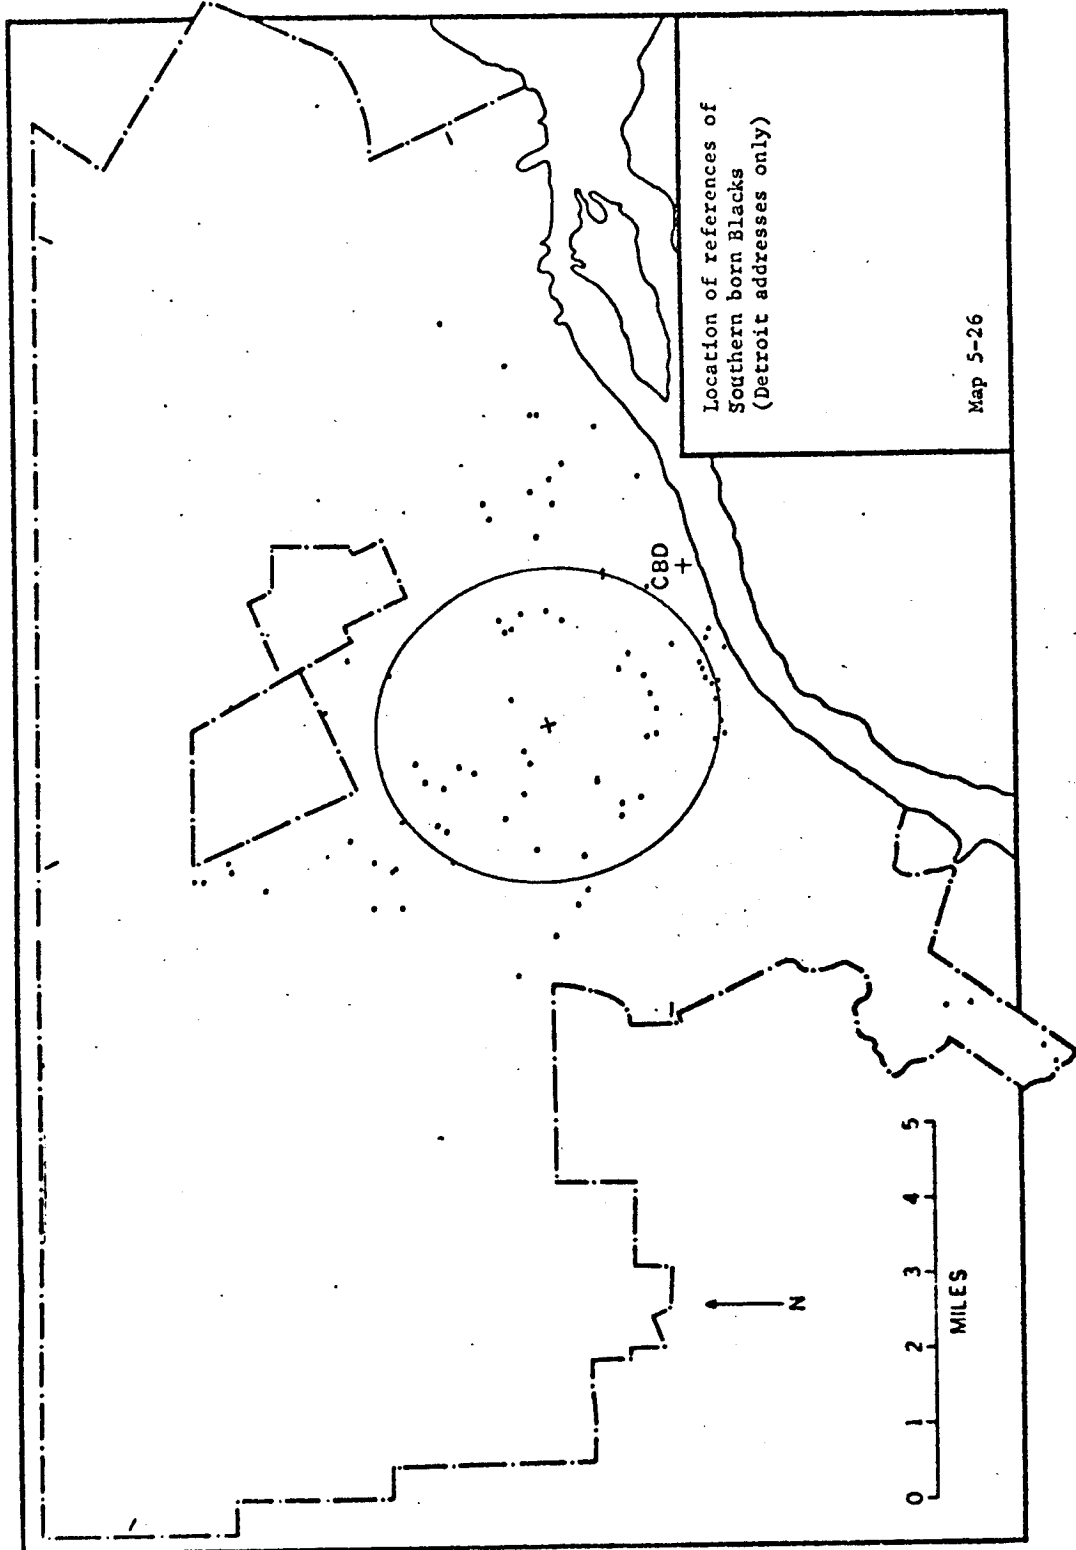 Location of references of
Southern born Blacks
(Detroit addresses only)
Map 5-26
CBD
N
0 1 2 3 4 5
MILES